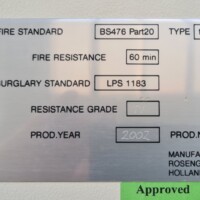 FIRE STANDARD BS476 Part20 TYPE
FIRE RESISTANCE 60 min
BURGLARY STANDARD LPS 1183
RESISTANCE GRADE
PROD.YEAR 2003 PROD.N
MANUFA
ROSENG
HOLLAN
Approved